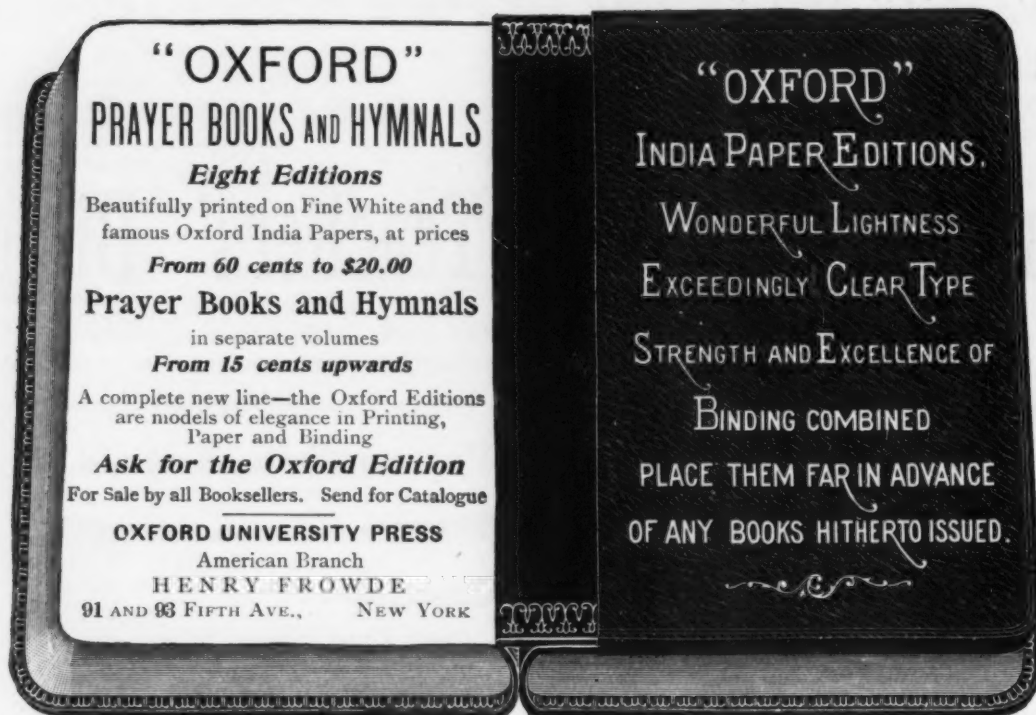 “OXFORD”
PRAYER BOOKS AND HYMNALS
Eight Editions
Beautifully printed on Fine White and the
famous Oxford India Papers, at prices
From 60 cents to $20.00
Prayer Books and Hymnals
in separate volumes
From 15 cents upwards
A complete new line—the Oxford Editions
are models of elegance in Printing,
Paper and Binding
Ask for the Oxford Edition
For Sale by all Booksellers. Send for Catalogue
OXFORD UNIVERSITY PRESS
American Branch
HENRY FROWDE
91 AND 93 FIFTH AVE., NEW YORK
“OXFORD”
INDIA PAPER EDITIONS.
WONDERFUL LIGHTNESS
EXCEEDINGLY CLEAR TYPE
STRENGTH AND EXCELLENCE OF
BINDING COMBINED
PLACE THEM FAR IN ADVANCE
OF ANY BOOKS HITHERTO ISSUED.